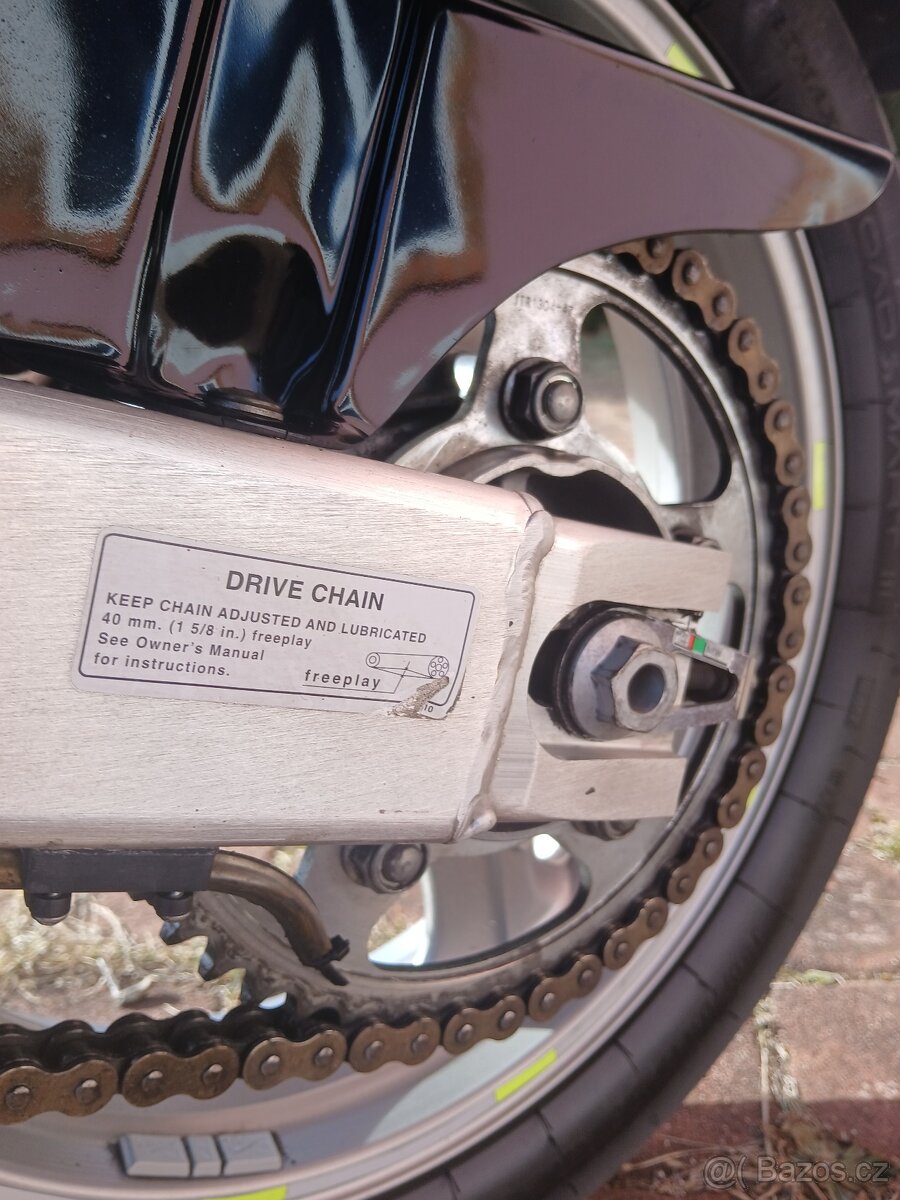 DRIVE CHAIN
KEEP CHAIN ADJUSTED AND LUBRICATED
40 mm. (1 5/8 in.) freeplay
See Owner's Manual
for instructions.
freeplay
10
@( Bazos.cz